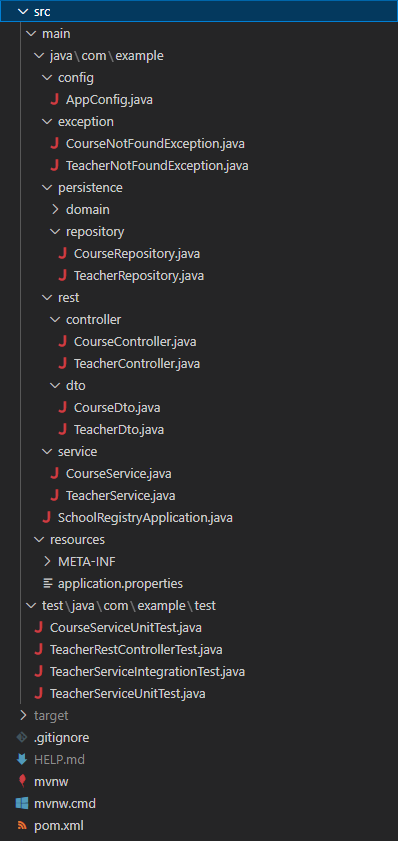 src
main
java\com\example
config
AppConfig.java
exception
CourseNotFoundException.java
TeacherNotFoundException.java
persistence
domain
repository
CourseRepository.java
TeacherRepository.java
rest
controller
CourseController.java
TeacherController.java
dto
CourseDto.java
TeacherDto.java
service
CourseService.java
TeacherService.java
SchoolRegistryApplication.java
resources
META-INF
application.properties
test\java\com\example\test
CourseServiceUnitTest.java
TeacherRestControllerTest.java
TeacherServiceIntegrationTest.java
TeacherServiceUnitTest.java
target
.gitignore
HELP.md
mvnw
mvnw.cmd
pom.xml